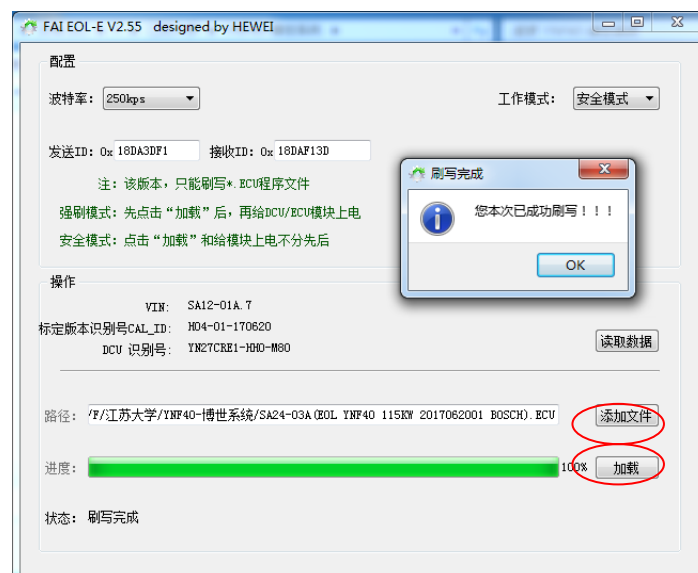 FAI EOL-E V2.55 designed by HEWEI
配置
波特率: 250kps 工作模式: 安全模式
发送ID: 0x 18DA3DF1 接收ID: 0x 18DAF13D
注：该版本，只能刷写*.ECU程序文件
强刷模式：先点击“加载”后，再给DCU/ECU模块上电
安全模式：点击“加载”和给模块上电不分先后
刷写完成
您本次已成功刷写！！！
OK
操作
VIN: SA12-01A.7
标定版本识别号CAL_ID: H04-01-170620
DCU 识别号: YN27CRE1-HH0-M80
读取数据
路径: /F/江苏大学/YNF40-博世系统/SA24-03A(EOL YNF40 115KW 2017062001 BOSCH).ECU 添加文件
进度: 100% 加载
状态: 刷写完成